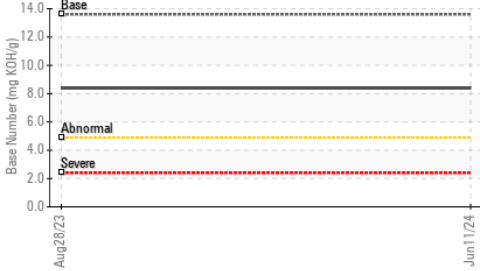 Base Number (mg KOH/g)
14.0
12.0
10.0
8.0
6.0
4.0
2.0
0.0
Base
Abnormal
Severe
Aug28/23
Jun11/24